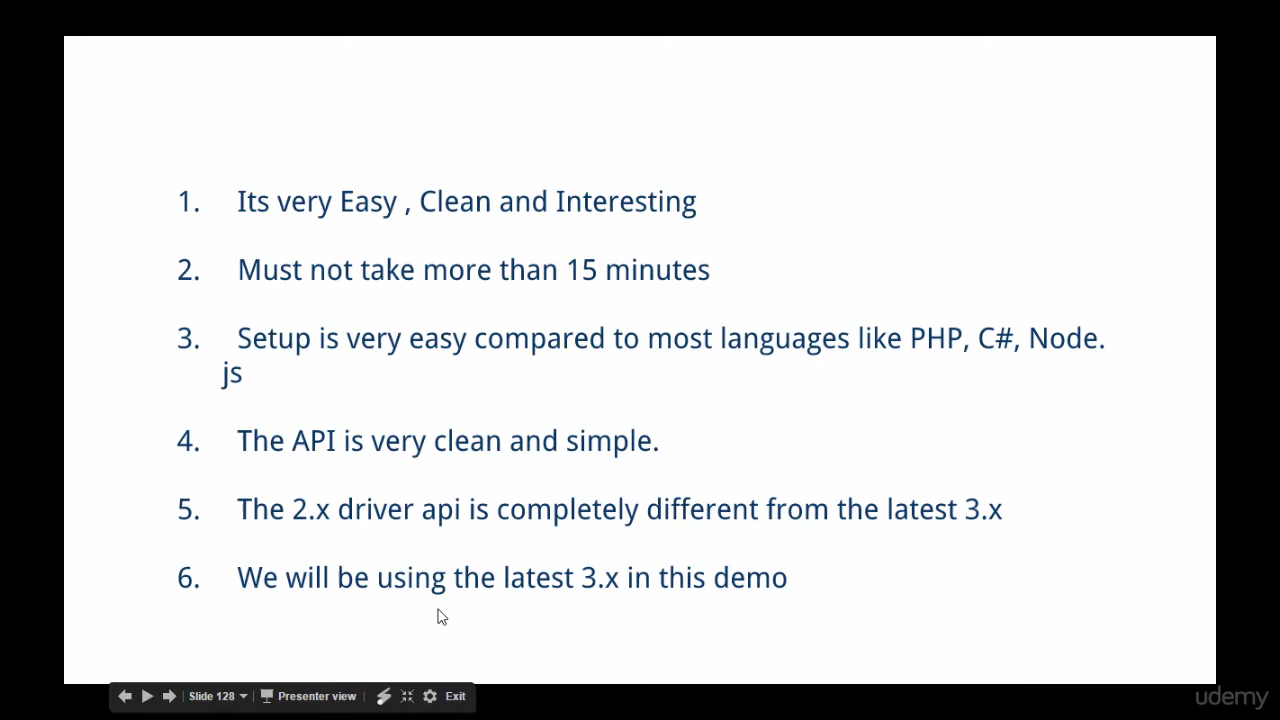 1. Its very Easy , Clean and Interesting
2. Must not take more than 15 minutes
3. Setup is very easy compared to most languages like PHP, C#, Node.
js
4. The API is very clean and simple.
5. The 2.x driver api is completely different from the latest 3.x
6. We will be using the latest 3.x in this demo
Slide 128 Presenter view Exit
udemy